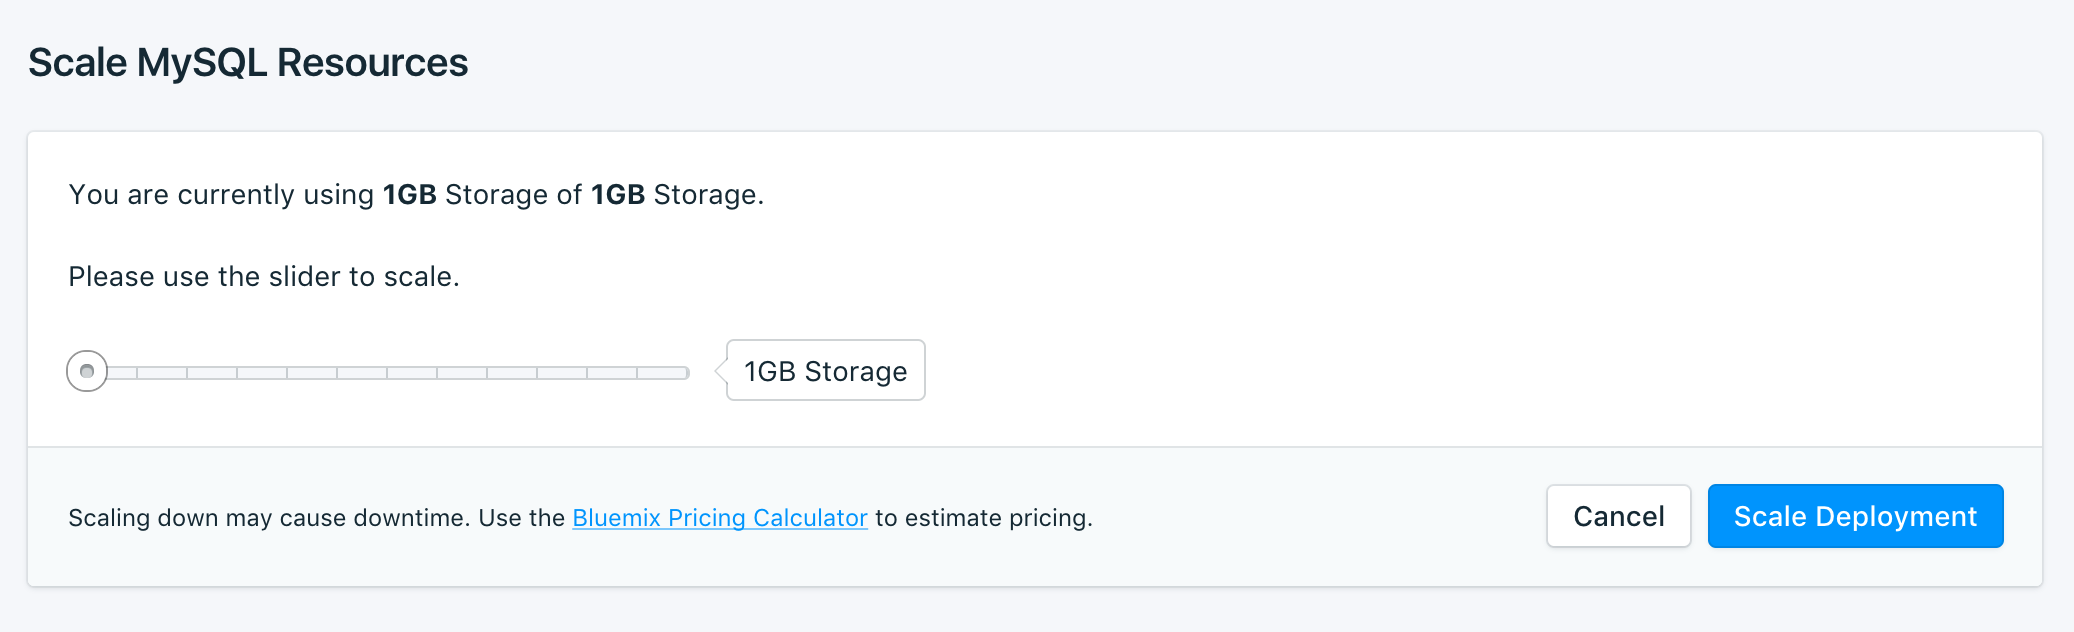 Scale MySQL Resources
You are currently using 1GB Storage of 1GB Storage.
Please use the slider to scale.
1GB Storage
Scaling down may cause downtime. Use the Bluemix Pricing Calculator to estimate pricing.
Cancel
Scale Deployment